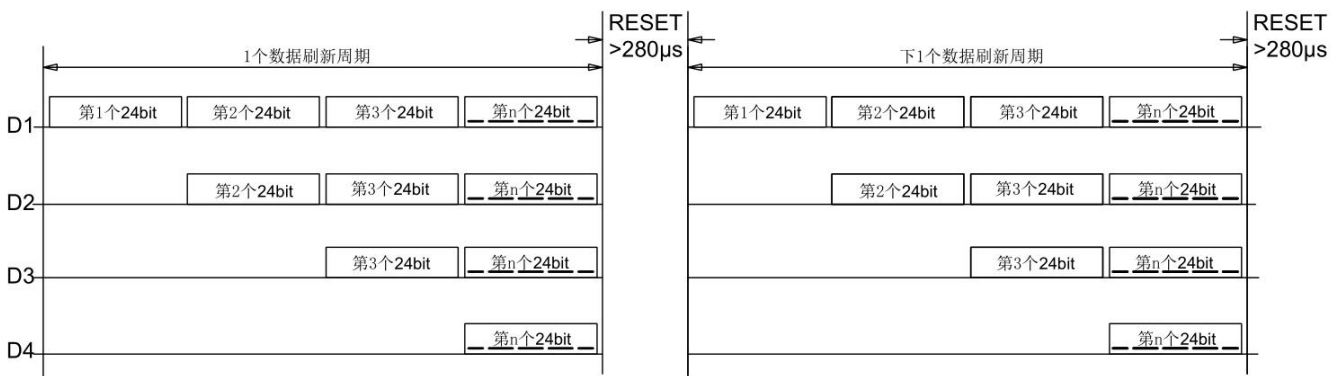 RESET
>280μs
RESET
>280μs
1个数据刷新周期
下1个数据刷新周期
D1 第1个24bit 第2个24bit 第3个24bit 第n个24bit 第1个24bit 第2个24bit 第3个24bit 第n个24bit
D2 第2个24bit 第3个24bit 第n个24bit 第2个24bit 第3个24bit 第n个24bit
D3 第3个24bit 第n个24bit 第3个24bit 第n个24bit
D4 第n个24bit 第n个24bit